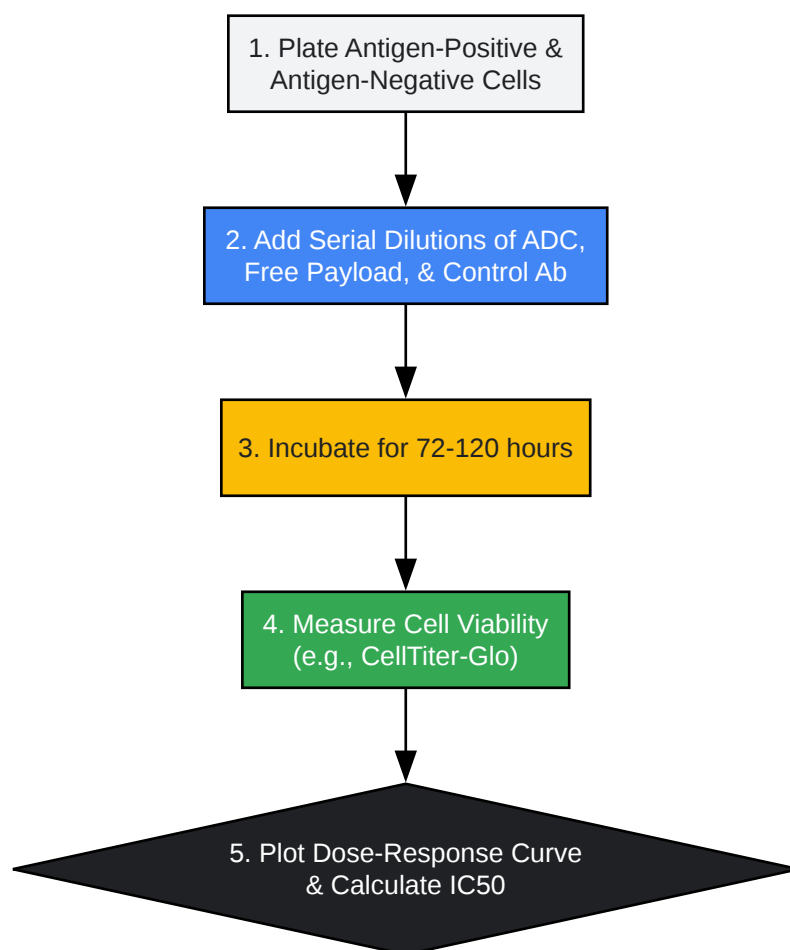 1. Plate Antigen-Positive &
Antigen-Negative Cells
2. Add Serial Dilutions of ADC,
Free Payload, & Control Ab
3. Incubate for 72-120 hours
4. Measure Cell Viability
(e.g., CellTiter-Glo)
5. Plot Dose-Response Curve
& Calculate IC50